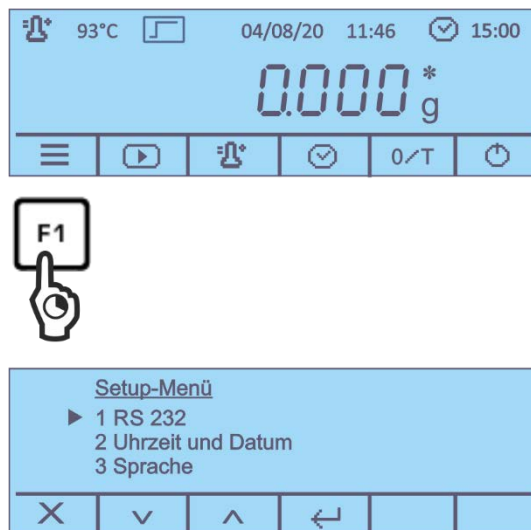 93°C 04/08/20 11:46 15:00
0.000 * g
0/T
F1
Setup-Menü
1 RS 232
2 Uhrzeit und Datum
3 Sprache